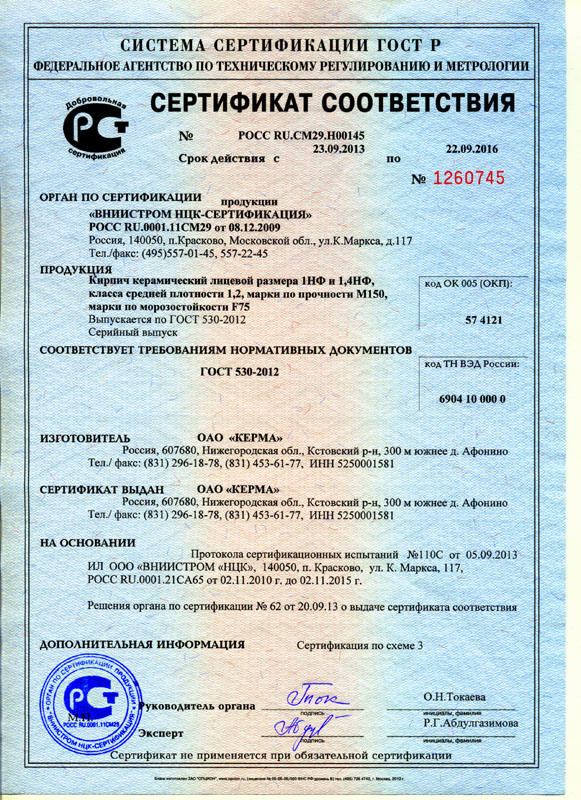 СИСТЕМА СЕРТИФИКАЦИИ ГОСТ Р
ФЕДЕРАЛЬНОЕ АГЕНТСТВО ПО ТЕХНИЧЕСКОМУ РЕГУЛИРОВАНИЮ И МЕТРОЛОГИИ
Добровольная
РСТ
сертификация
СЕРТИФИКАТ СООТВЕТСТВИЯ
№ РОСС RU.СМ29.Н00145
Срок действия с 23.09.2013 по 22.09.2016
№ 1260745
ОРГАН ПО СЕРТИФИКАЦИИ продукции
«ВНИИСТРОМ НЦК-СЕРТИФИКАЦИЯ»
РОСС RU.0001.11СМ29 от 08.12.2009
Россия, 140050, п.Красково, Московской обл., ул.К.Маркса, д.117
Тел./факс: (495)557-01-45, 557-22-45
ПРОДУКЦИЯ
Кирпич керамический лицевой размера 1НФ и 1,4НФ,
класса средней плотности 1,2, марки по прочности М150,
марки по морозостойкости F75
Выпускается по ГОСТ 530-2012
Серийный выпуск
код ОК 005 (ОКП):
57 4121
СООТВЕТСТВУЕТ ТРЕБОВАНИЯМ НОРМАТИВНЫХ ДОКУМЕНТОВ
ГОСТ 530-2012
код ТН ВЭД России:
6904 10 000 0
ИЗГОТОВИТЕЛЬ ОАО «КЕРМА»
Россия, 607680, Нижегородская обл., Кстовский р-н, 300 м южнее д. Афонино
Тел./ факс: (831) 296-18-78, (831) 453-61-77, ИНН 5250001581
СЕРТИФИКАТ ВЫДАН ОАО «КЕРМА»
Россия, 607680, Нижегородская обл., Кстовский р-н, 300 м южнее д. Афонино
Тел./ факс: (831) 296-18-78, (831) 453-61-77, ИНН 5250001581
НА ОСНОВАНИИ
Протокола сертификационных испытаний №110С от 05.09.2013
ИЛ ООО «ВНИИСТРОМ «НЦК», 140050, п. Красково, ул. К. Маркса, 117,
РОСС RU.0001.21СА65 от 02.11.2010 г. до 02.11.2015 г.
Решения органа по сертификации № 62 от 20.09.13 о выдаче сертификата соответствия
ДОПОЛНИТЕЛЬНАЯ ИНФОРМАЦИЯ Сертификация по схеме 3
ОРГАН ПО СЕРТИФИКАЦИИ ПРОДУКЦИИ
РСТ
М.П.
РОСС RU.0001.11СМ29
"ВНИИСТРОМ НЦК-СЕРТИФИКАЦИЯ"
Руководитель органа О.Н.Токаева
подпись инициалы, фамилия
Эксперт Р.Г.Абдулгазимова
подпись инициалы, фамилия
Сертификат не применяется при обязательной сертификации